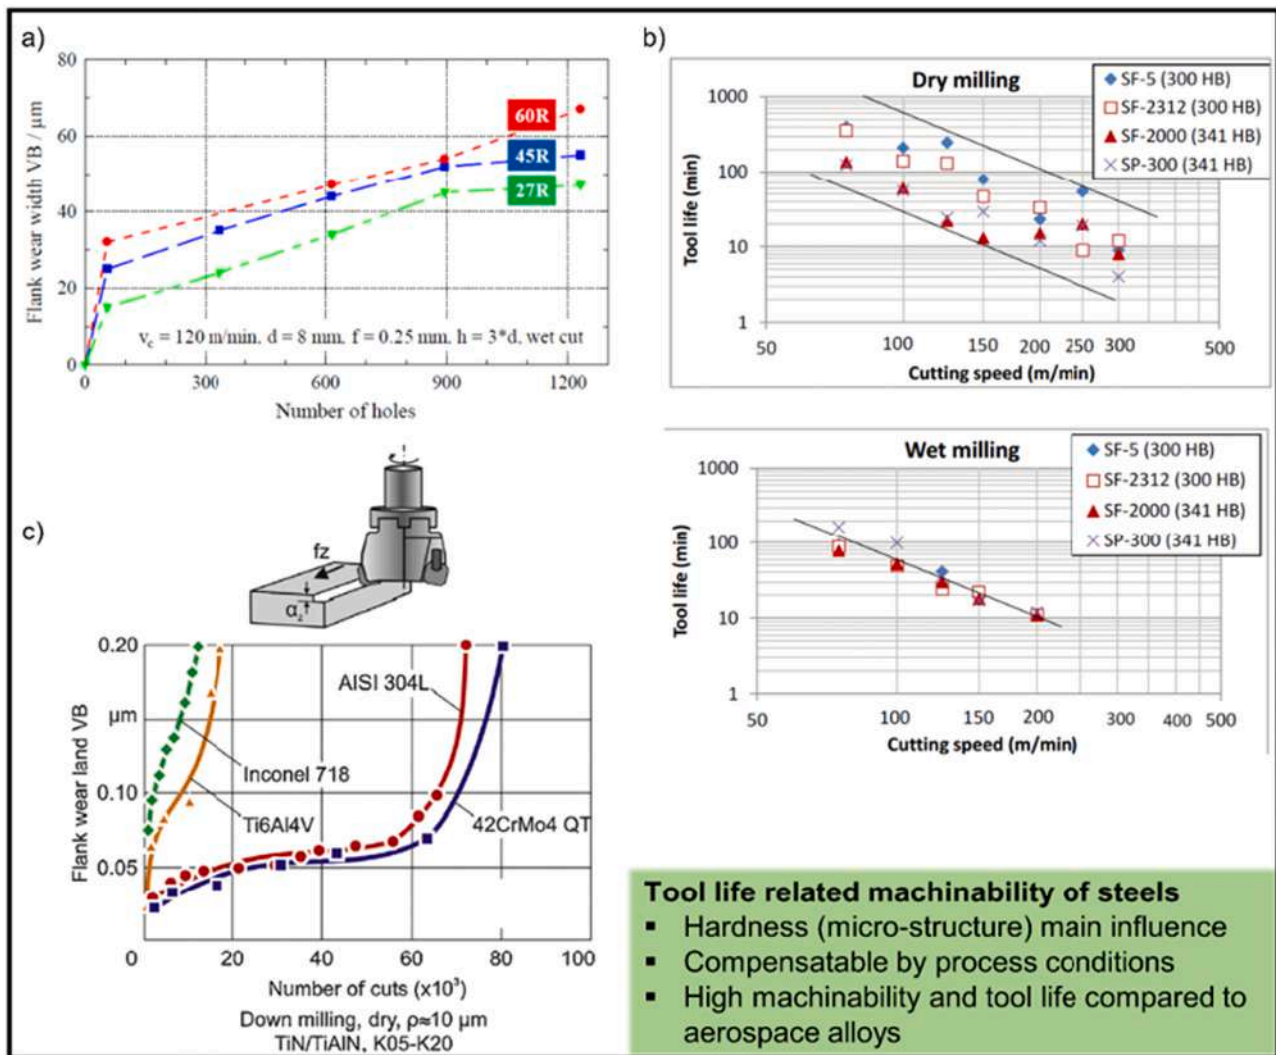 a)
80
60
40
20
0
Flank wear width VB / μm
60R
45R
27R
v_c = 120 m/min, d = 8 mm, f = 0.25 mm, h = 3*d, wet cut
0 300 600 900 1200
Number of holes
b)
Dry milling
SF-5 (300 HB)
SF-2312 (300 HB)
SF-2000 (341 HB)
SP-300 (341 HB)
1000
100
10
1
Tool life (min)
50 100 150 200 250 300 500
Cutting speed (m/min)
Wet milling
SF-5 (300 HB)
SF-2312 (300 HB)
SF-2000 (341 HB)
SP-300 (341 HB)
1000
100
10
1
Tool life (min)
50 100 150 200 300 400 500
Cutting speed (m/min)
c)
fz
0.20
μm
0.10
0.05
Flank wear land VB
AISI 304L
Inconel 718
Ti6Al4V
42CrMo4 QT
0 20 40 60 80 100
Number of cuts (x10³)
Down milling, dry, ρ≈10 μm
TiN/TiAlN, K05-K20
Tool life related machinability of steels
▪ Hardness (micro-structure) main influence
▪ Compensatable by process conditions
▪ High machinability and tool life compared to
aerospace alloys